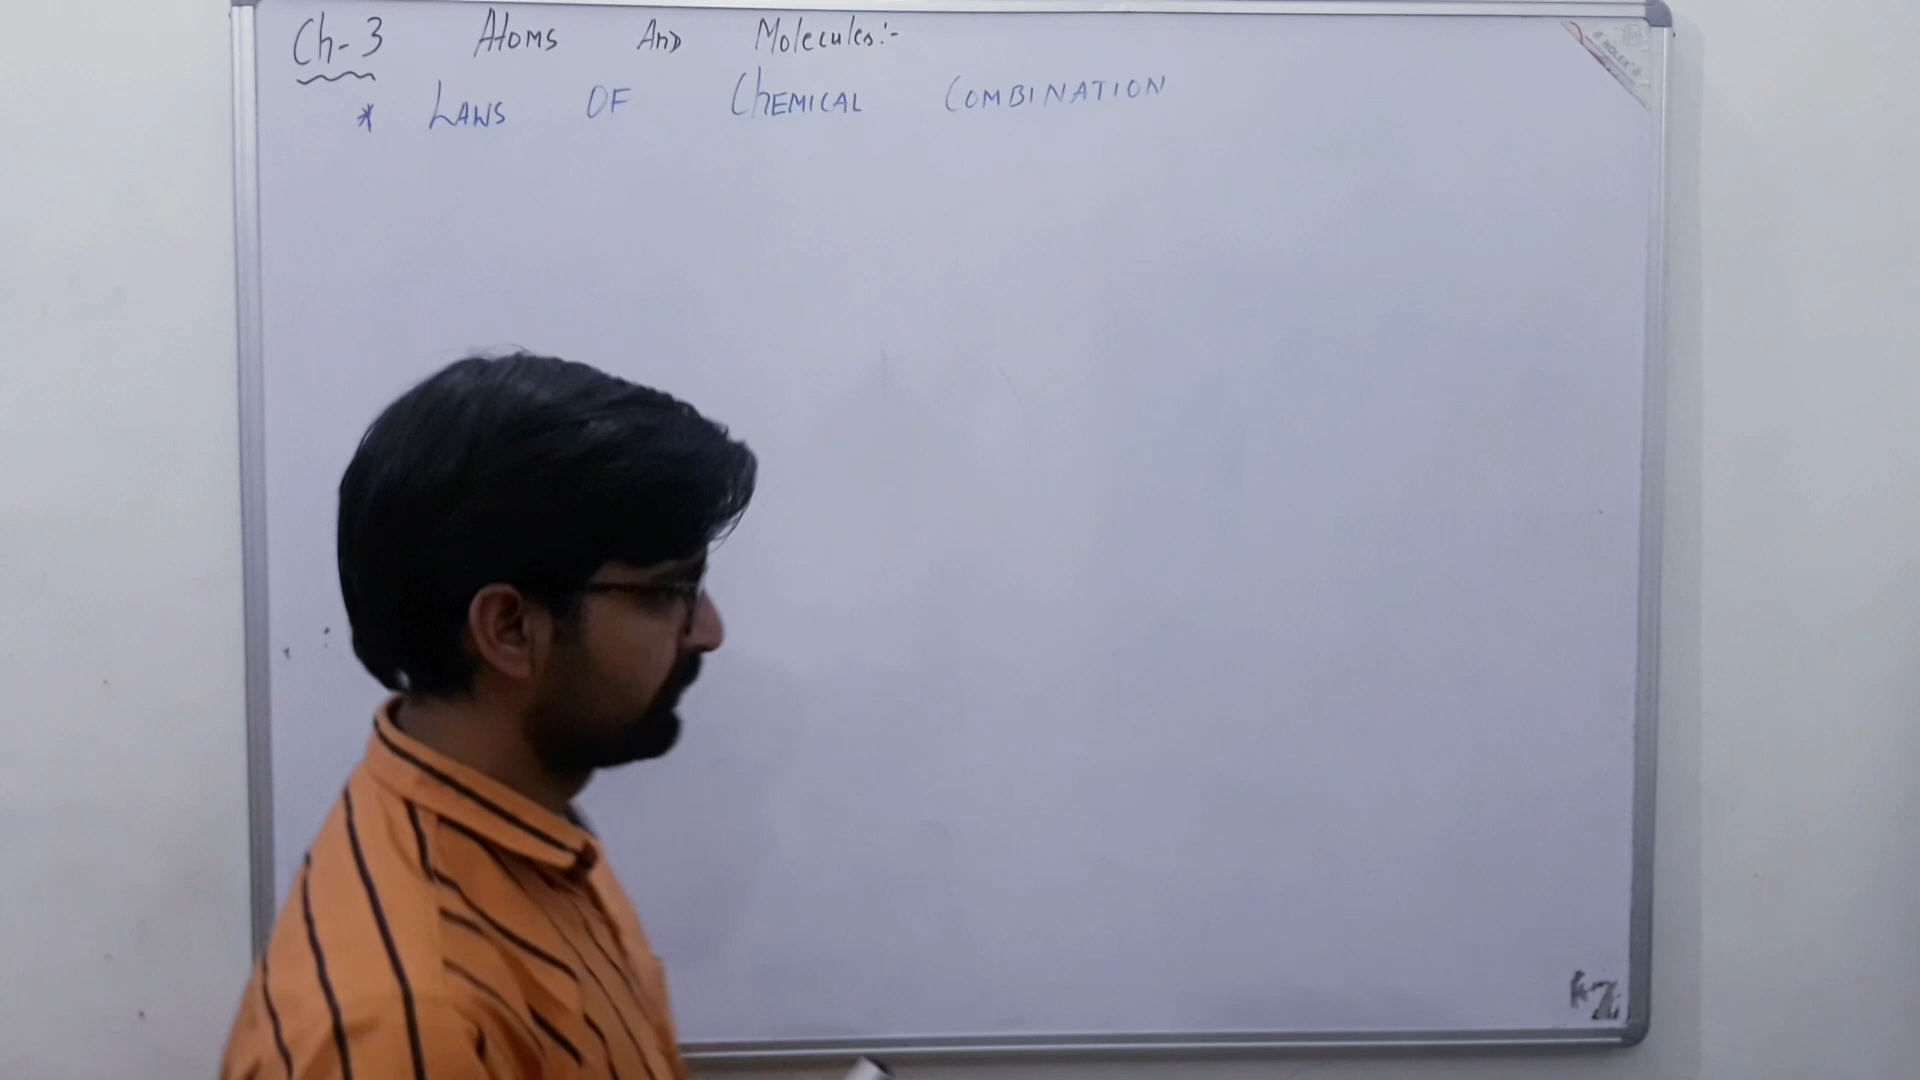 Ch-3 Atoms And Molecules:-
* LAWS OF CHEMICAL COMBINATION